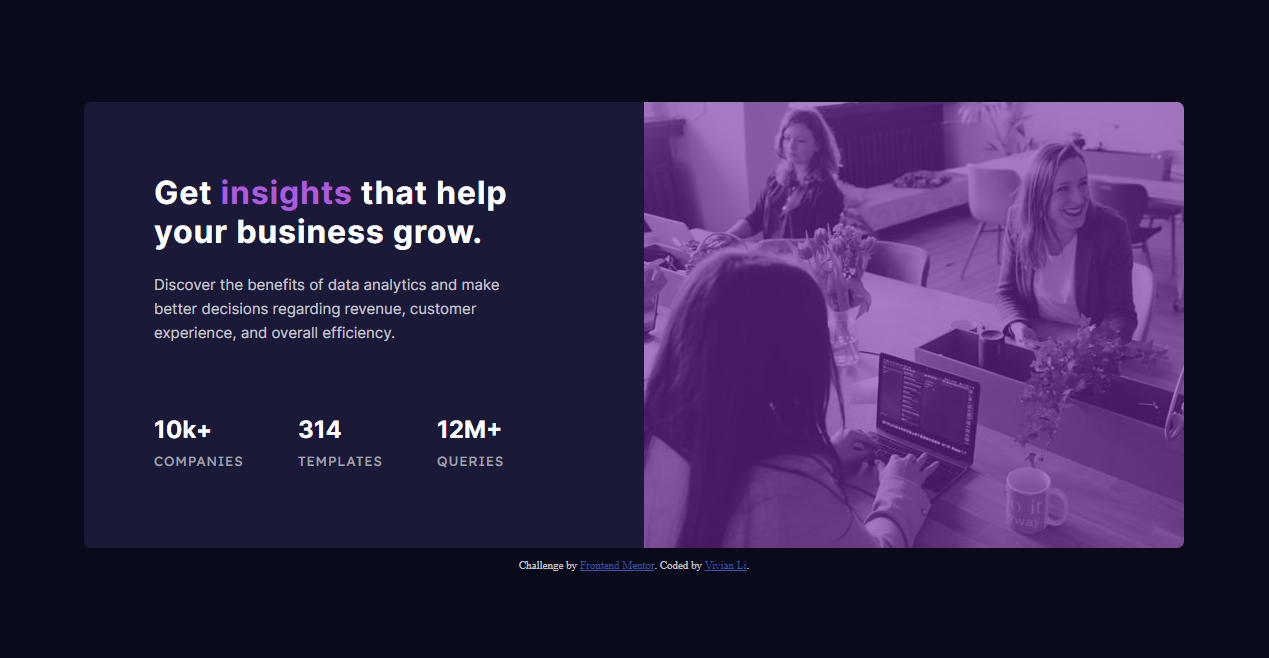 Get insights that help
your business grow.
Discover the benefits of data analytics and make
better decisions regarding revenue, customer
experience, and overall efficiency.
10k+ 314 12M+
COMPANIES TEMPLATES QUERIES
Challenge by Frontend Mentor. Coded by Vivian Li.